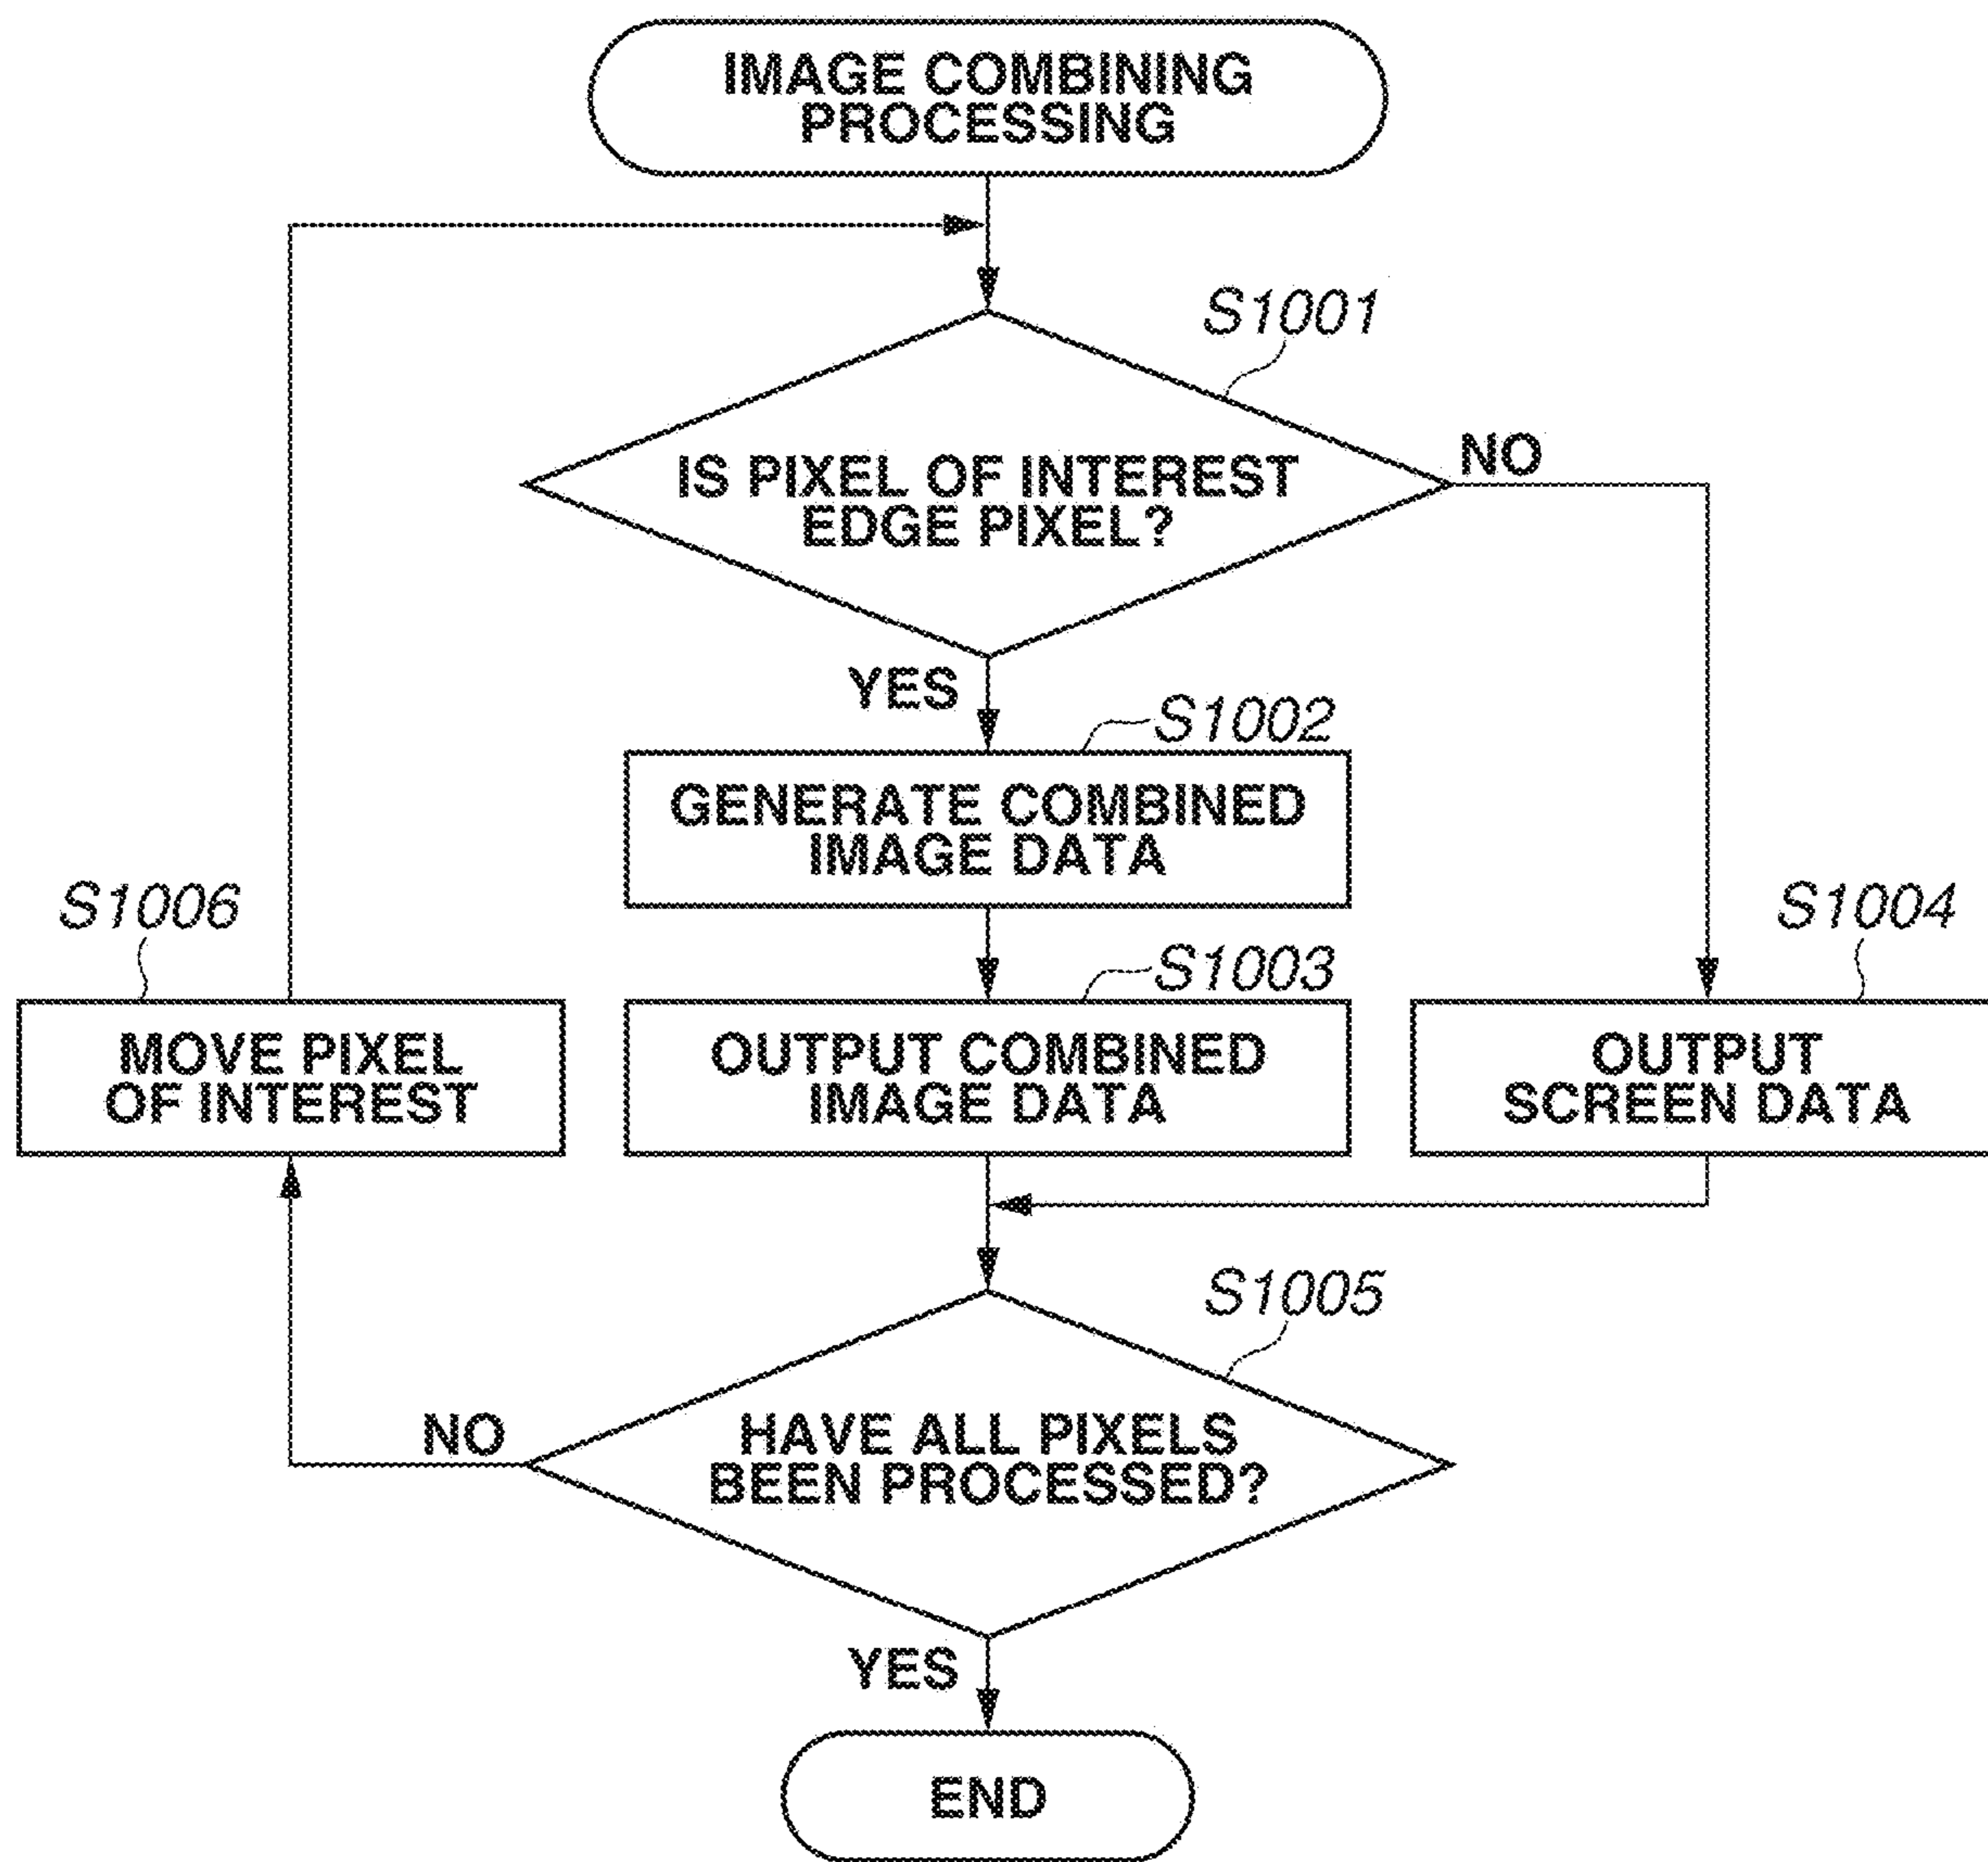 IMAGE COMBINING
PROCESSING
S1001
IS PIXEL OF INTEREST
EDGE PIXEL?
NO
YES
S1002
GENERATE COMBINED
IMAGE DATA
S1003
OUTPUT COMBINED
IMAGE DATA
S1004
OUTPUT
SCREEN DATA
S1006
MOVE PIXEL
OF INTEREST
S1005
HAVE ALL PIXELS
BEEN PROCESSED?
NO
YES
END